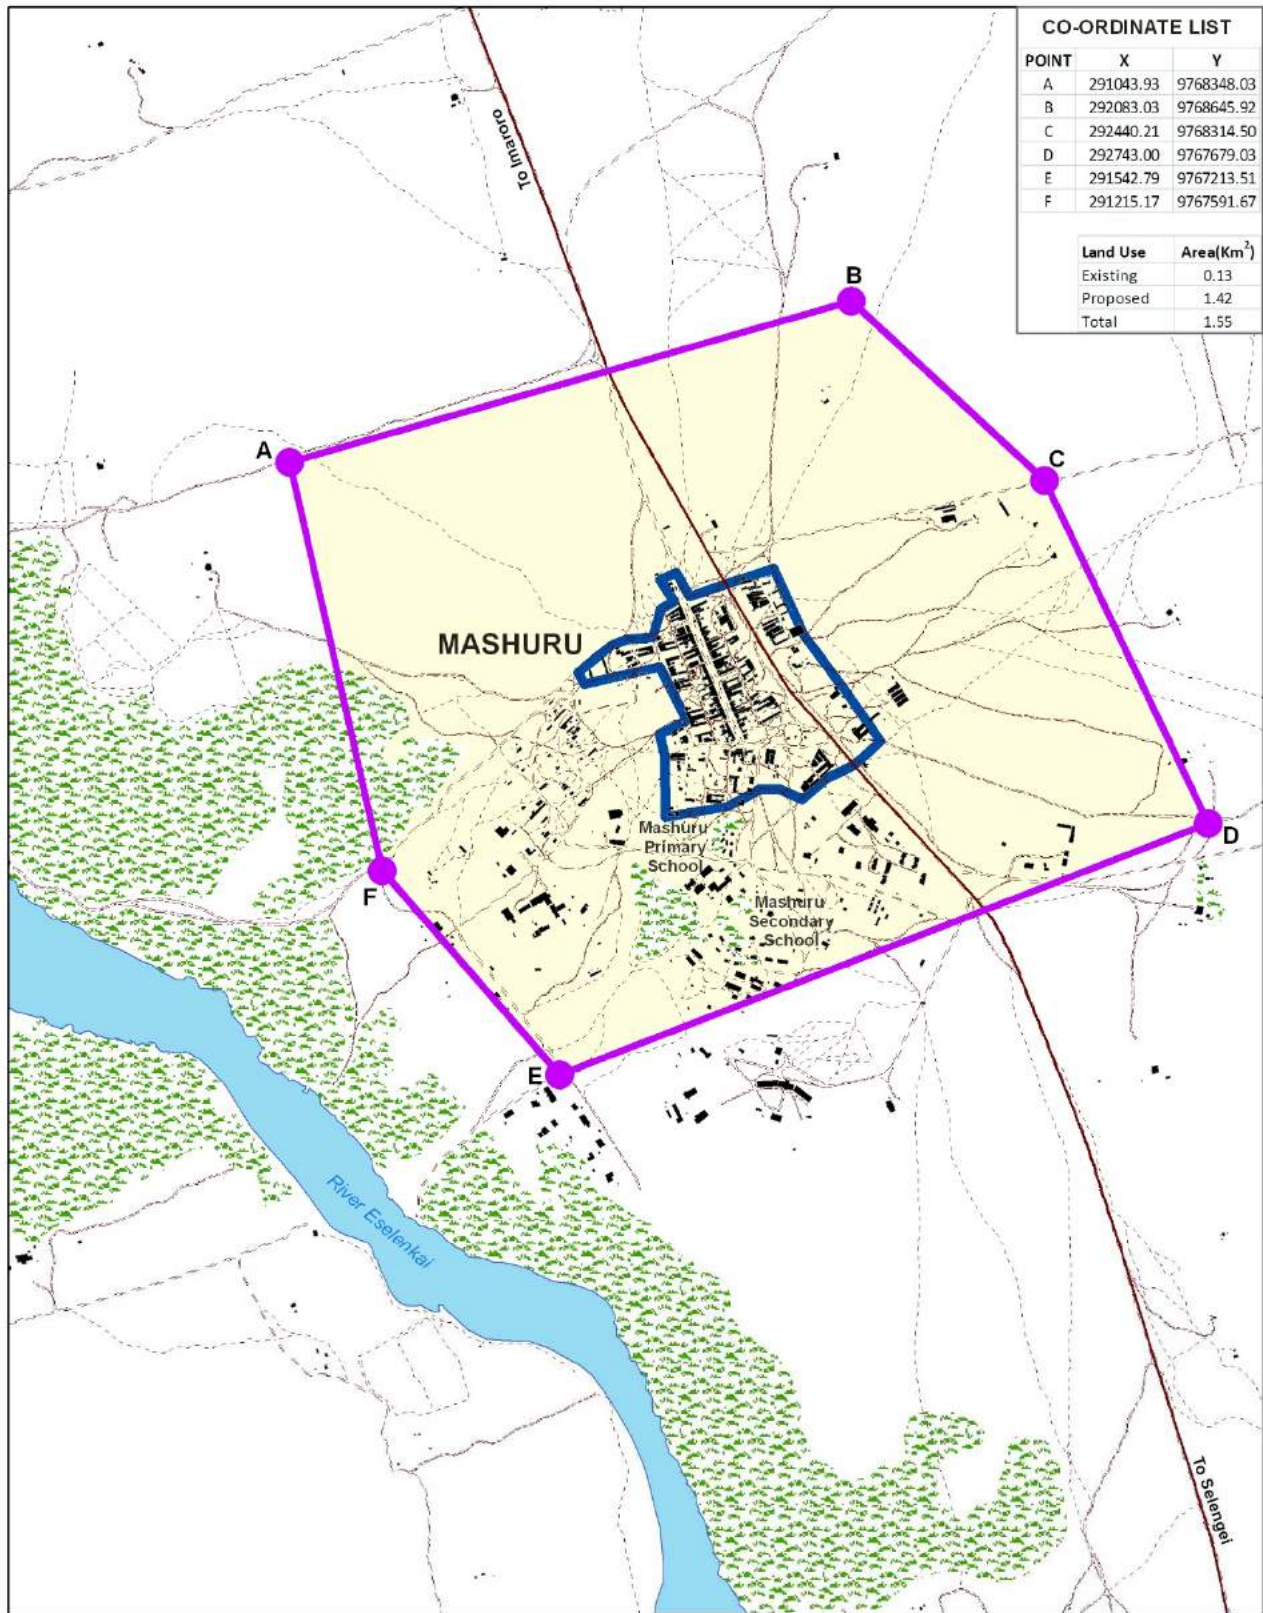 CO-ORDINATE LIST
POINT X Y
A 291043.93 9768348.03
B 292083.03 9768645.92
C 292440.21 9768314.50
D 292743.00 9767679.03
E 291542.79 9767213.51
F 291215.17 9767591.67
Land Use Area(Km²)
Existing 0.13
Proposed 1.42
Total 1.55
To Imaroro
B
A
C
MASHURU
Mashuru
Primary
School
D
F
Mashuru
Secondary
School
E
River Eselenkai
To Selengei